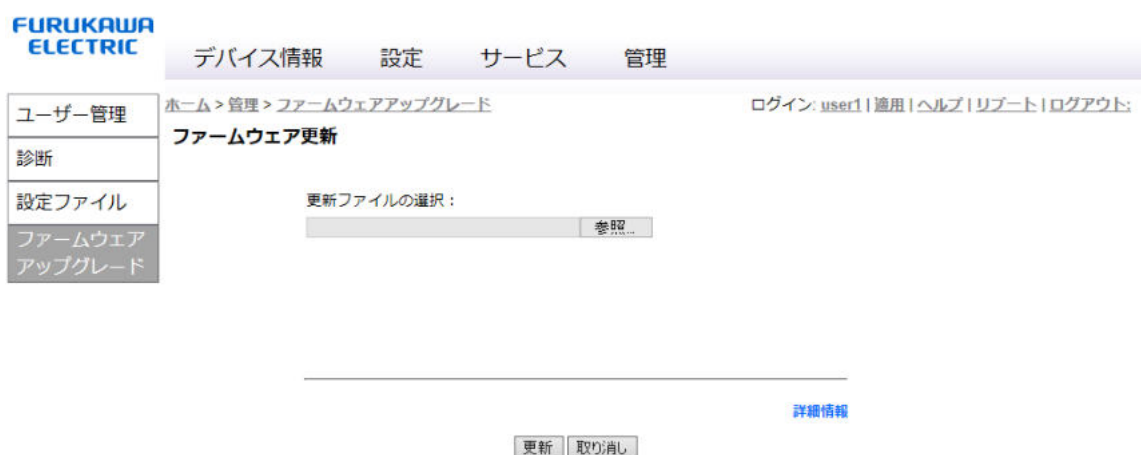 FURUKAWA
ELECTRIC
デバイス情報 設定 サービス 管理
ユーザー管理
診断
設定ファイル
ファームウェア
アップグレード
ホーム > 管理 > ファームウェアアップグレード
ログイン: user1 | 適用 | ヘルプ | リブート | ログアウト:
ファームウエア更新
更新ファイルの選択：
参照...
詳細情報
更新 取り消し